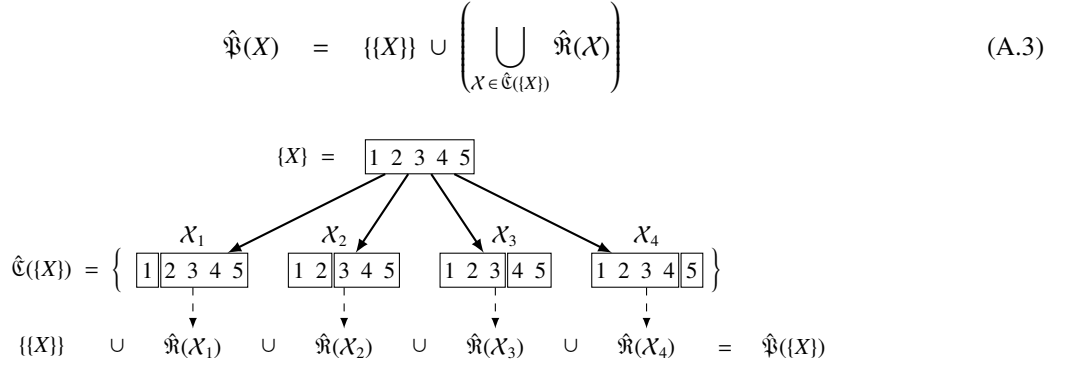 𝔓̂(X) = {{X}} ∪ ( ⋃ ℜ̂(𝒳) ) (A.3)
𝒳 ∈ ℭ̂({X})
{X} = 1 2 3 4 5
𝒳₁ 𝒳₂ 𝒳₃ 𝒳₄
ℭ̂({X}) = { 1 2 3 4 5 1 2 3 4 5 1 2 3 4 5 1 2 3 4 5 }
{{X}} ∪ ℜ̂(𝒳₁) ∪ ℜ̂(𝒳₂) ∪ ℜ̂(𝒳₃) ∪ ℜ̂(𝒳₄) = 𝔓̂({X})